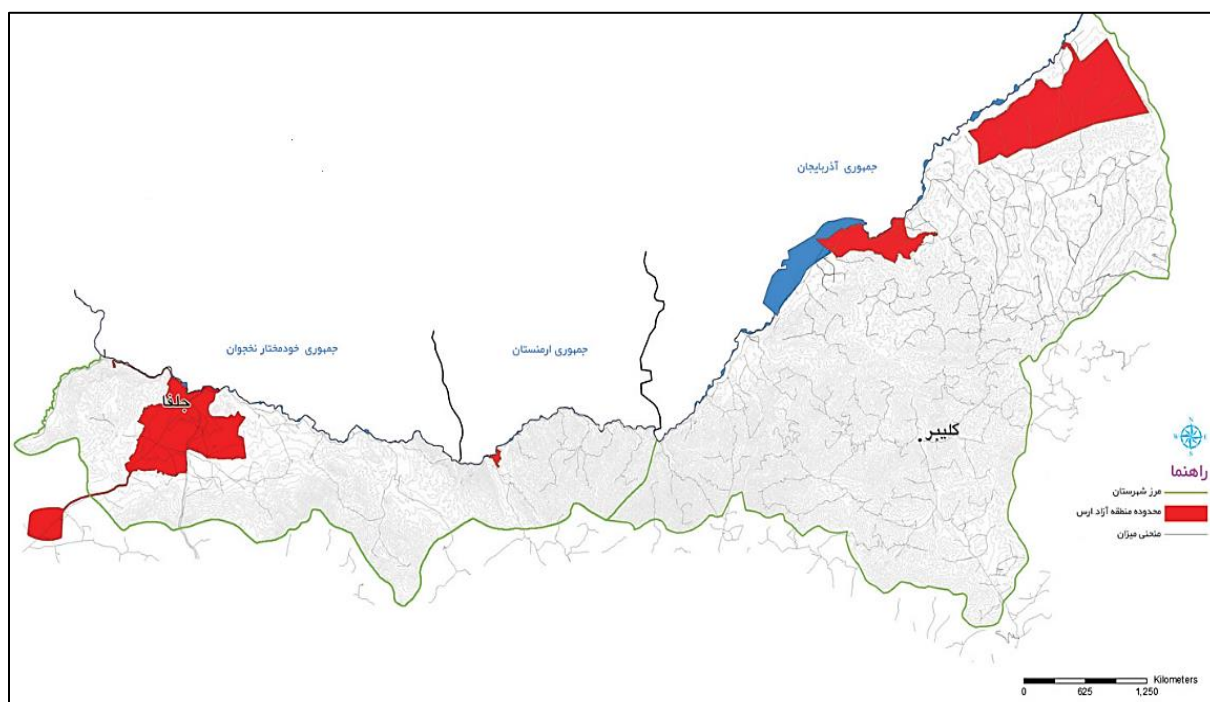 جمهوری آذربایجان
جمهوری خودمختار نخجوان
جمهوری ارمنستان
جلفا
کلیبر
راهنما
مرز شهرستان
محدوده منطقه آزاد ارس
منحنی میزان
Kilometers
0 625 1,250